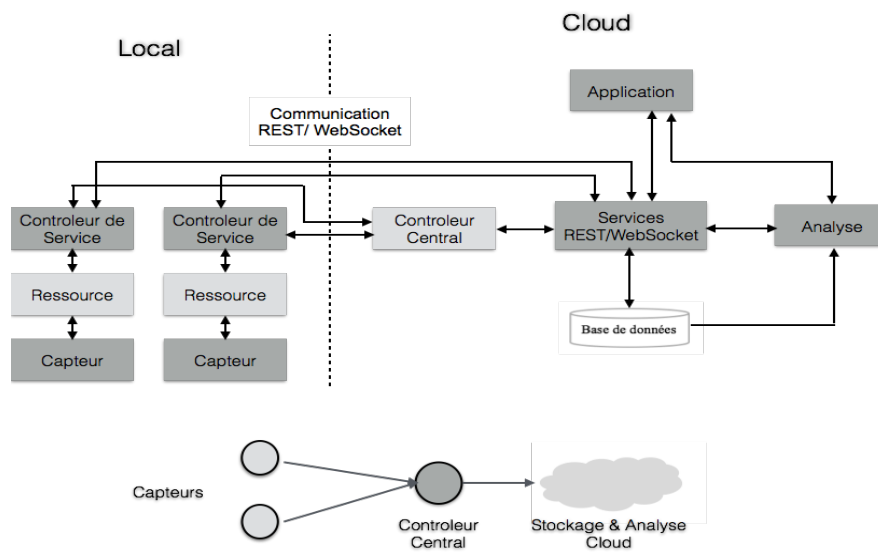 Local
Cloud
Communication
REST/ WebSocket
Application
Controleur de
Service
Controleur de
Service
Controleur
Central
Services
REST/WebSocket
Analyse
Ressource
Ressource
Base de données
Capteur
Capteur
Capteurs
Controleur
Central
Stockage & Analyse
Cloud